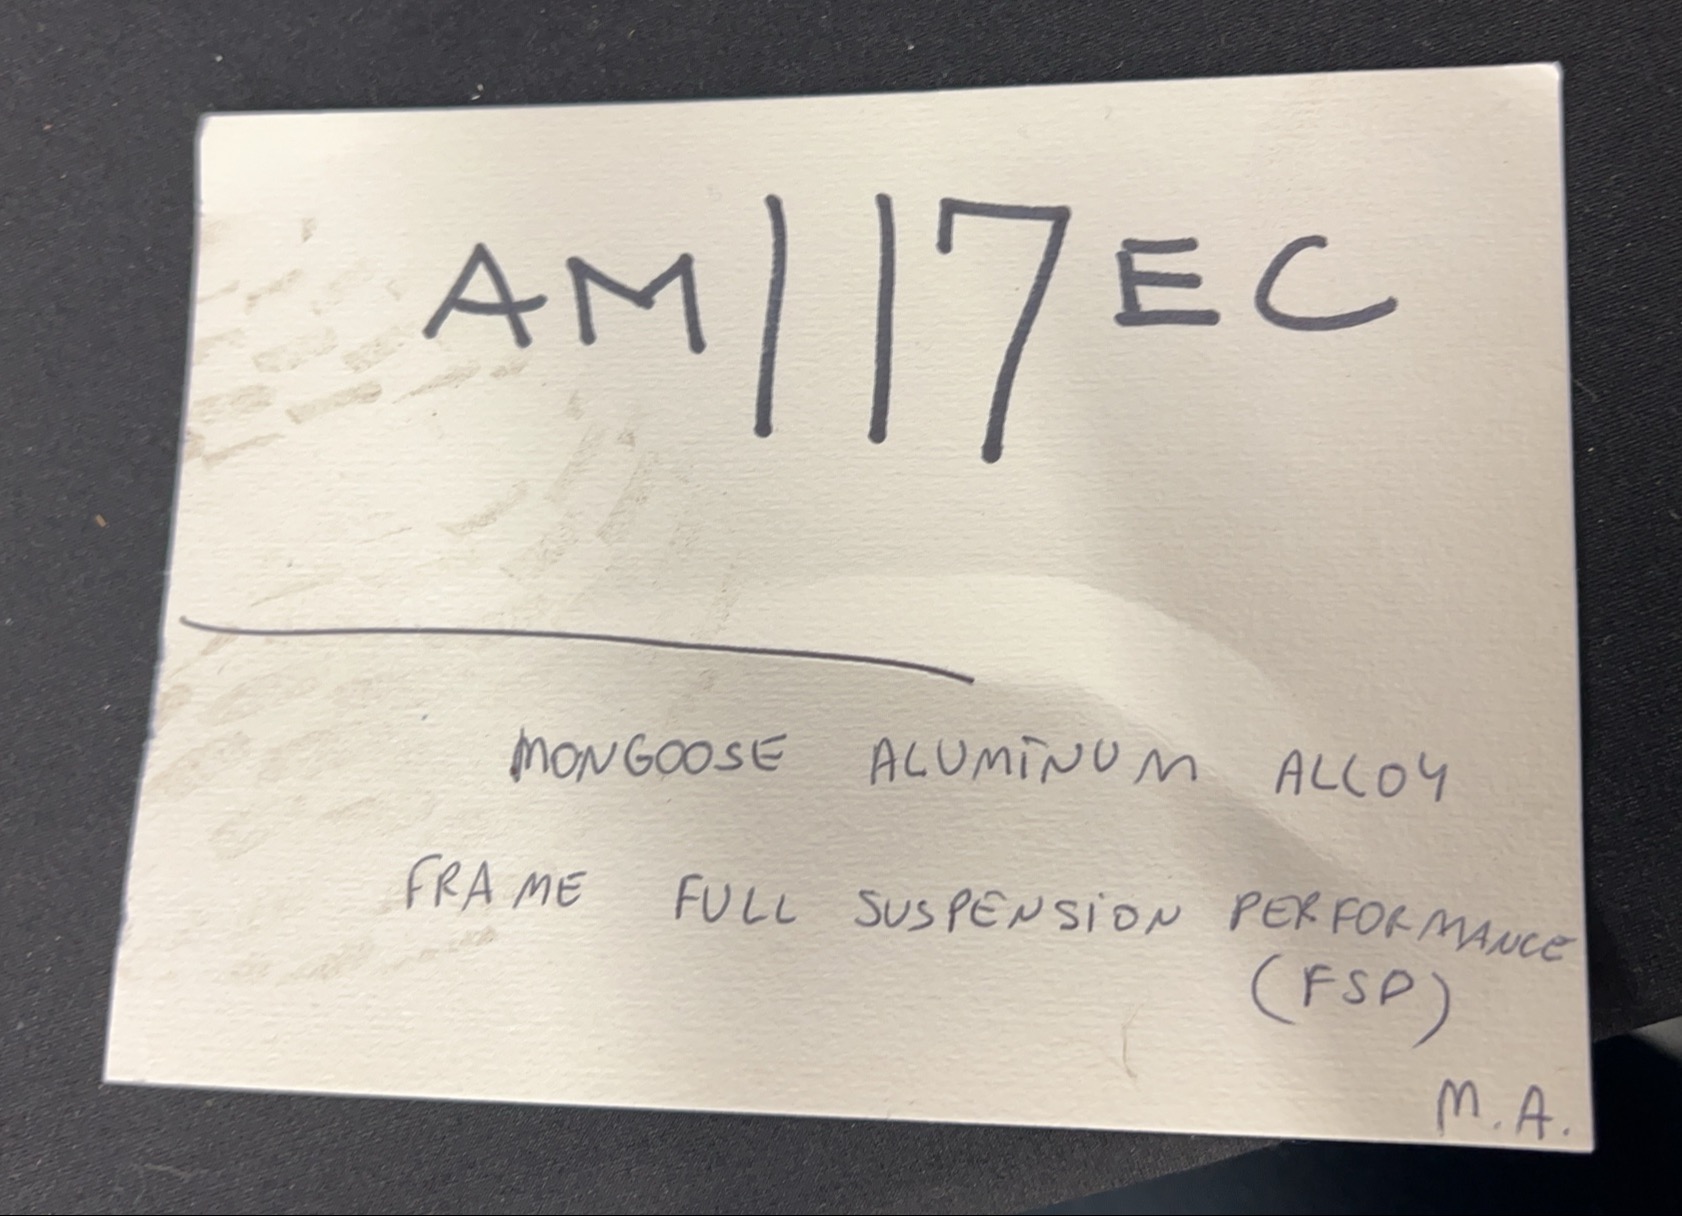 AM117EC
MONGOOSE ALUMINUM ALLOY
FRAME FULL SUSPENSION PERFORMANCE
(FSP)
M.A.